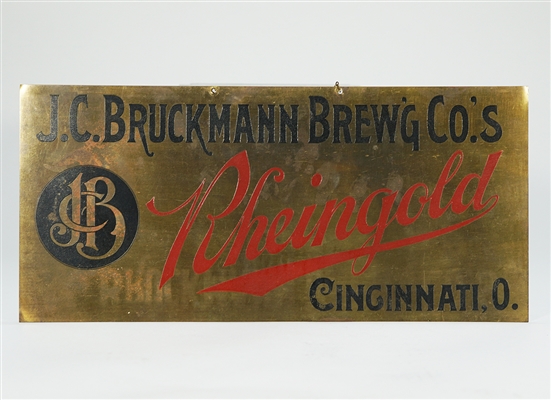 J.C. BRUCKMANN BREW'G CO.'S
JCB
Rheingold
CINCINNATI, O.